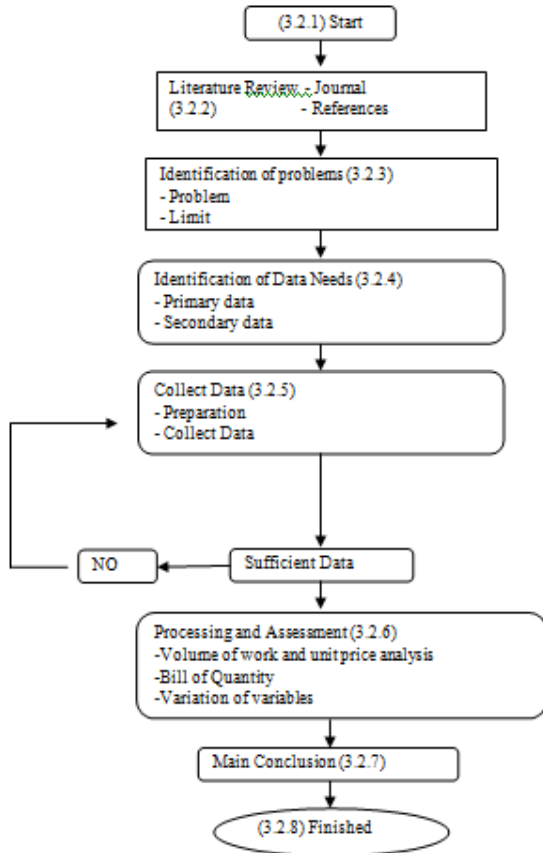 (3.2.1) Start
Literature Review - Journal
(3.2.2) - References
Identification of problems (3.2.3)
- Problem
- Limit
Identification of Data Needs (3.2.4)
- Primary data
- Secondary data
Collect Data (3.2.5)
- Preparation
- Collect Data
NO
Sufficient Data
Processing and Assessment (3.2.6)
-Volume of work and unit price analysis
-Bill of Quantity
-Variation of variables
Main Conclusion (3.2.7)
(3.2.8) Finished